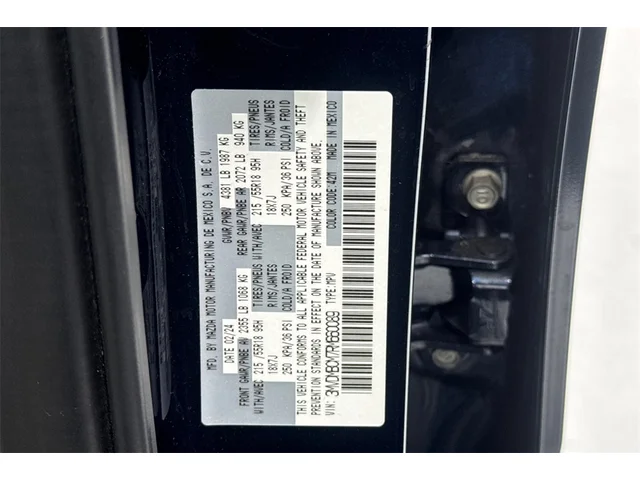 MFD. BY MAZDA MOTOR MANUFACTURING DE MEXICO S.A. DE C.V.
DATE 02/24 GVWR/PNBV 4381 LB 1987 KG
FRONT GAWR/PNBE AV 2355 LB 1068 KG REAR GAWR/PNBE AR 2072 LB 940 KG
WITH/AVEC TIRES/PNEUS WITH/AVEC TIRES/PNEUS
215 /55R18 95H 215 /55R18 95H
18X7J RIMS/JANTES 18X7J RIMS/JANTES
250 KPA/36 PSI COLD/A FROID 250 KPA/36 PSI COLD/A FROID
THIS VEHICLE CONFORMS TO ALL APPLICABLE FEDERAL MOTOR VEHICLE SAFETY AND THEFT
PREVENTION STANDARDS IN EFFECT ON THE DATE OF MANUFACTURE SHOWN ABOVE.
VIN: 3MVDMBCM7RM660089 TYPE:MPV COLOR CODE:42M MADE IN MEXICO